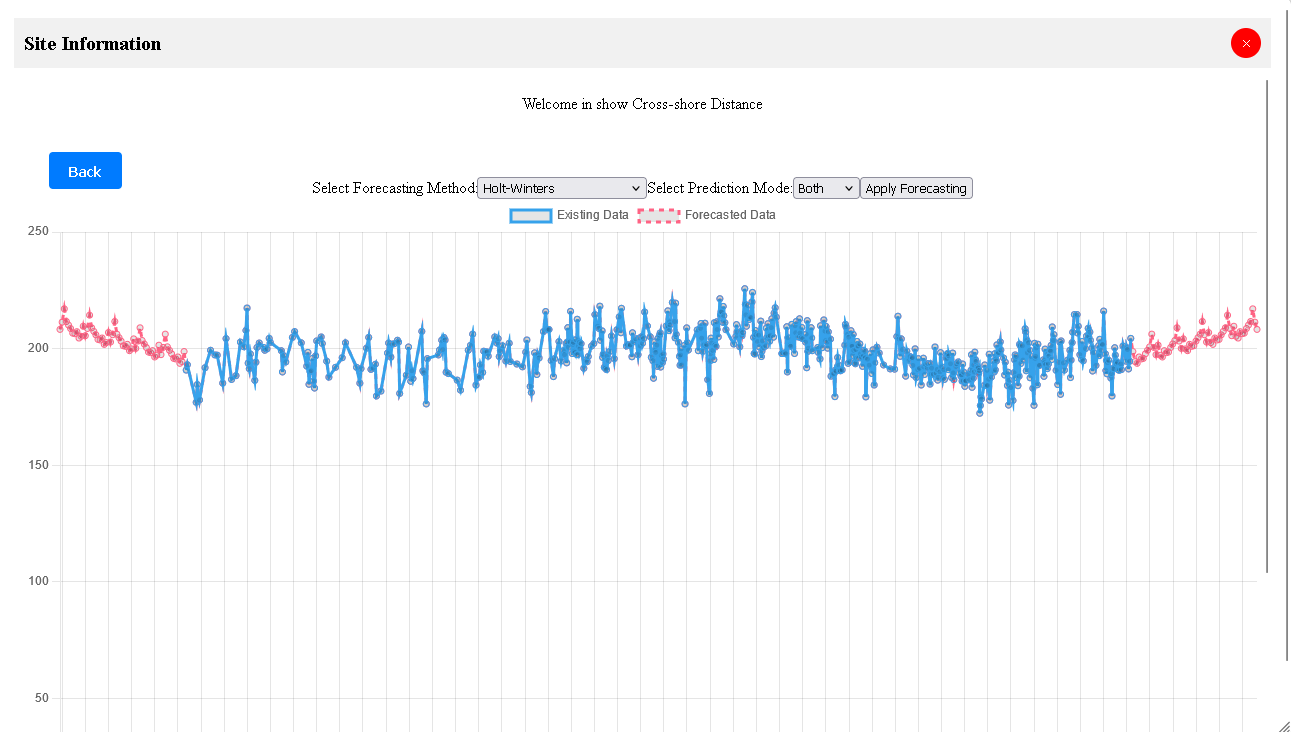 Site Information
×
Welcome in show Cross-shore Distance
Back
Select Forecasting Method: Holt-Winters Select Prediction Mode: Both Apply Forecasting
Existing Data Forecasted Data
250
200
150
100
50